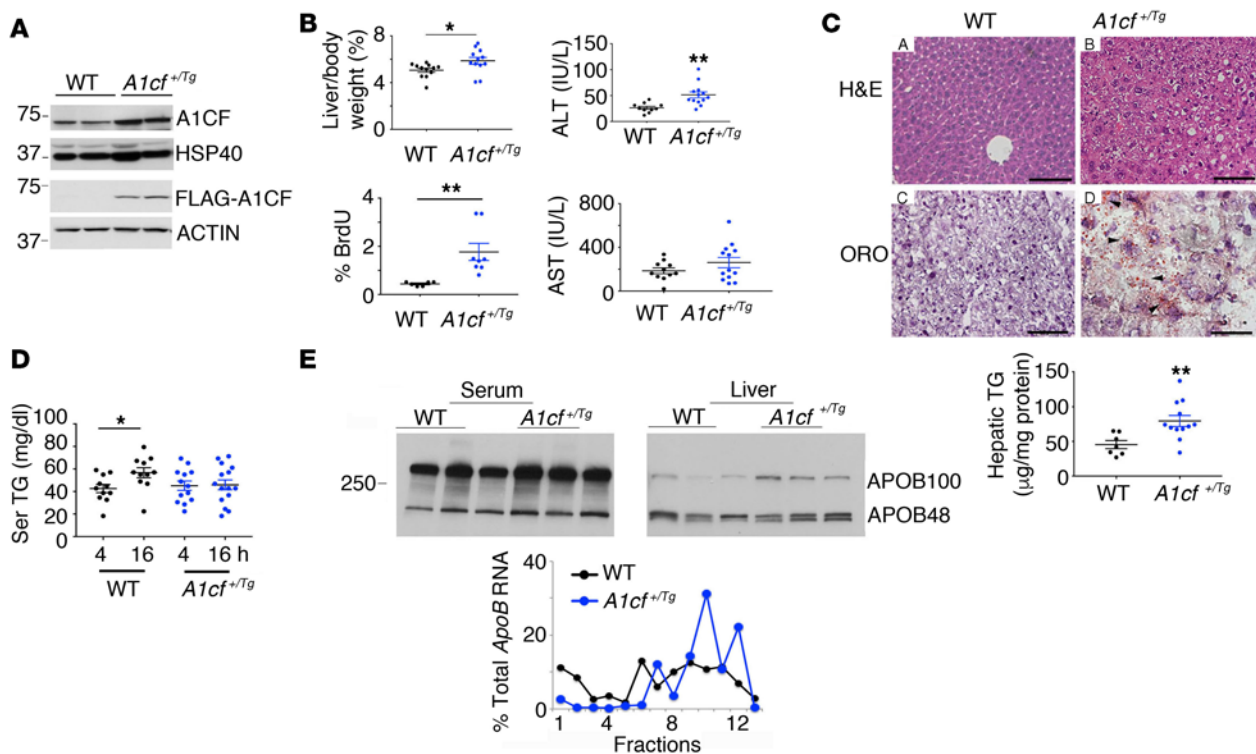 A
WT A1cf +/Tg
75
A1CF
37
HSP40
75
FLAG-A1CF
37
ACTIN
B
Liver/body
weight (%)
10
5
0
*
WT A1cf +/Tg
ALT (IU/L)
150
100
50
0
**
WT A1cf +/Tg
% BrdU
4
2
0
**
WT A1cf +/Tg
AST (IU/L)
800
400
0
WT A1cf +/Tg
C
WT A1cf +/Tg
H&E
A
B
ORO
C
D
Hepatic TG
(µg/mg protein)
150
100
50
0
**
WT A1cf +/Tg
D
Ser TG (mg/dl)
100
80
60
40
20
0
*
4 16 4 16 h
WT A1cf +/Tg
E
Serum Liver
WT A1cf +/Tg WT A1cf +/Tg
250
APOB100
APOB48
% Total ApoB RNA
40
20
0
WT
A1cf +/Tg
1 4 8 12
Fractions